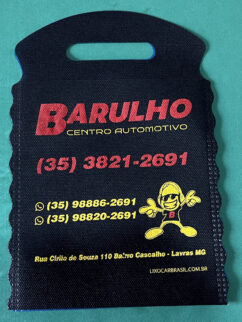 BARULHO
CENTRO AUTOMOTIVO
(35) 3821-2691
(35) 98886-2691
(35) 98820-2691
B
Rua Cirilo de Souza 110 Bairro Cascalho - Lavras MG
LIXOCARBRASIL.COM.BR